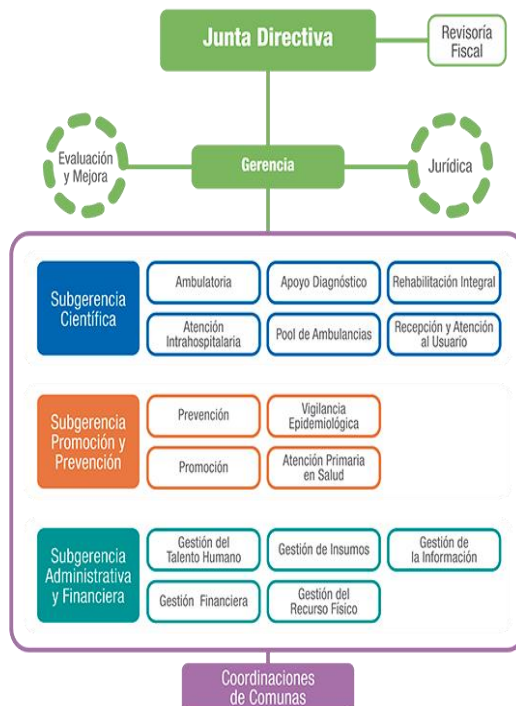 Junta Directiva
Revisoría
Fiscal
Evaluación
y Mejora
Gerencia
Jurídica
Subgerencia
Científica
Ambulatoria
Apoyo Diagnóstico
Rehabilitación Integral
Atención
Intrahospitalaria
Pool de Ambulancias
Recepción y Atención
al Usuario
Subgerencia
Promoción y
Prevención
Prevención
Vigilancia
Epidemiológica
Promoción
Atención Primaria
en Salud
Subgerencia
Administrativa
y Financiera
Gestión del
Talento Humano
Gestión de Insumos
Gestión de
la Información
Gestión Financiera
Gestión del
Recurso Físico
Coordinaciones
de Comunas